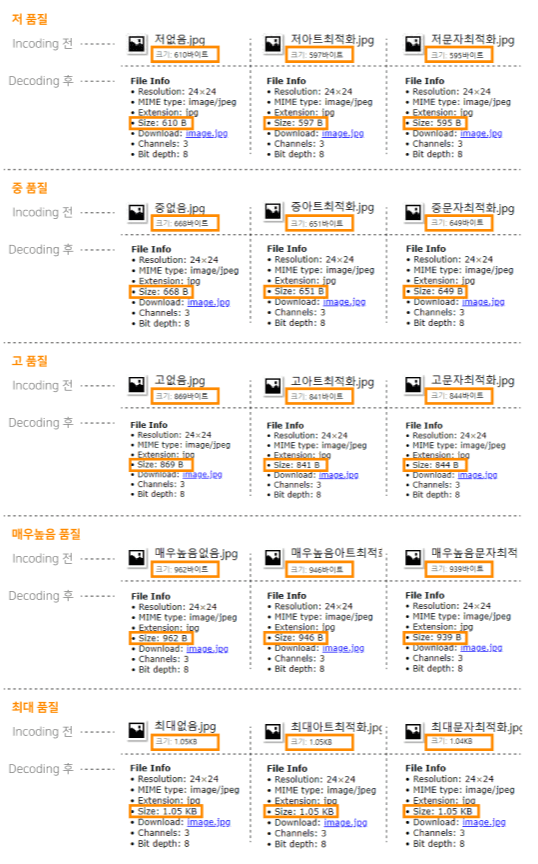 저 품질
Incoding 전 저없음.jpg 저아트최적화.jpg 저문자최적화.jpg
크기: 610바이트 크기: 597바이트 크기: 595바이트
Decoding 후 File Info File Info File Info
• Resolution: 24×24 • Resolution: 24×24 • Resolution: 24×24
• MIME type: image/jpeg • MIME type: image/jpeg • MIME type: image/jpeg
• Extension: jpg • Extension: jpg • Extension: jpg
• Size: 610 B • Size: 597 B • Size: 595 B
• Download: image.jpg • Download: image.jpg • Download: image.jpg
• Channels: 3 • Channels: 3 • Channels: 3
• Bit depth: 8 • Bit depth: 8 • Bit depth: 8
중 품질
Incoding 전 중없음.jpg 중아트최적화.jpg 중문자최적화.jpg
크기: 668바이트 크기: 651바이트 크기: 649바이트
Decoding 후 File Info File Info File Info
• Resolution: 24×24 • Resolution: 24×24 • Resolution: 24×24
• MIME type: image/jpeg • MIME type: image/jpeg • MIME type: image/jpeg
• Extension: jpg • Extension: jpg • Extension: jpg
• Size: 668 B • Size: 651 B • Size: 649 B
• Download: image.jpg • Download: image.jpg • Download: image.jpg
• Channels: 3 • Channels: 3 • Channels: 3
• Bit depth: 8 • Bit depth: 8 • Bit depth: 8
고 품질
Incoding 전 고없음.jpg 고아트최적화.jpg 고문자최적화.jpg
크기: 869바이트 크기: 841바이트 크기: 844바이트
Decoding 후 File Info File Info File Info
• Resolution: 24×24 • Resolution: 24×24 • Resolution: 24×24
• MIME type: image/jpeg • MIME type: image/jpeg • MIME type: image/jpeg
• Extension: jpg • Extension: jpg • Extension: jpg
• Size: 869 B • Size: 841 B • Size: 844 B
• Download: image.jpg • Download: image.jpg • Download: image.jpg
• Channels: 3 • Channels: 3 • Channels: 3
• Bit depth: 8 • Bit depth: 8 • Bit depth: 8
매우높음 품질
Incoding 전 매우높음없음.jpg 매우높음아트최적 매우높음문자최적
크기: 962바이트 크기: 946바이트 크기: 939바이트
Decoding 후 File Info File Info File Info
• Resolution: 24×24 • Resolution: 24×24 • Resolution: 24×24
• MIME type: image/jpeg • MIME type: image/jpeg • MIME type: image/jpeg
• Extension: jpg • Extension: jpg • Extension: jpg
• Size: 962 B • Size: 946 B • Size: 939 B
• Download: image.jpg • Download: image.jpg • Download: image.jpg
• Channels: 3 • Channels: 3 • Channels: 3
• Bit depth: 8 • Bit depth: 8 • Bit depth: 8
최대 품질
Incoding 전 최대없음.jpg 최대아트최적화.jpg 최대문자최적화.jpg
크기: 1.05KB 크기: 1.05KB 크기: 1.04KB
Decoding 후 File Info File Info File Info
• Resolution: 24×24 • Resolution: 24×24 • Resolution: 24×24
• MIME type: image/jpeg • MIME type: image/jpeg • MIME type: image/jpeg
• Extension: jpg • Extension: jpg • Extension: jpg
• Size: 1.05 KB • Size: 1.05 KB • Size: 1.05 KB
• Download: image.jpg • Download: image.jpg • Download: image.jpg
• Channels: 3 • Channels: 3 • Channels: 3
• Bit depth: 8 • Bit depth: 8 • Bit depth: 8